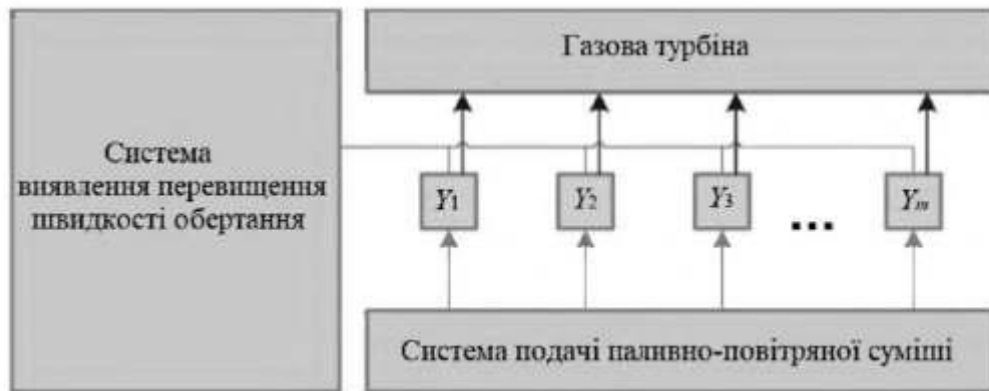 Газова турбіна
Система
виявлення перевищення
швидкості обертання
Y1 Y2 Y3 ... Ym
Система подачі паливно-повітряної суміші